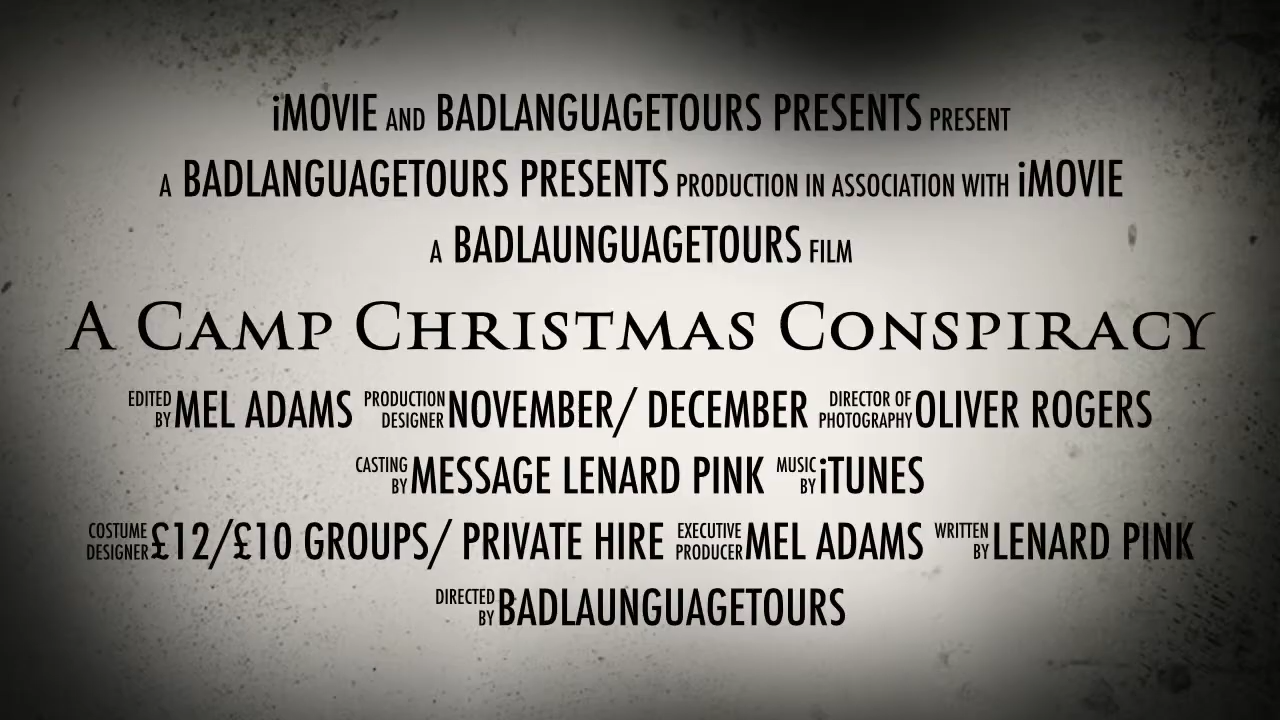 iMOVIE AND BADLANGUAGETOURS PRESENTS PRESENT
A BADLANGUAGETOURS PRESENTS PRODUCTION IN ASSOCIATION WITH iMOVIE
A BADLAUNGUAGETOURS FILM
A CAMP CHRISTMAS CONSPIRACY
EDITED BY MEL ADAMS PRODUCTION DESIGNER NOVEMBER/ DECEMBER DIRECTOR OF PHOTOGRAPHY OLIVER ROGERS
CASTING BY MESSAGE LENARD PINK MUSIC BY iTUNES
COSTUME DESIGNER £12/£10 GROUPS/ PRIVATE HIRE EXECUTIVE PRODUCER MEL ADAMS WRITTEN BY LENARD PINK
DIRECTED BY BADLAUNGUAGETOURS